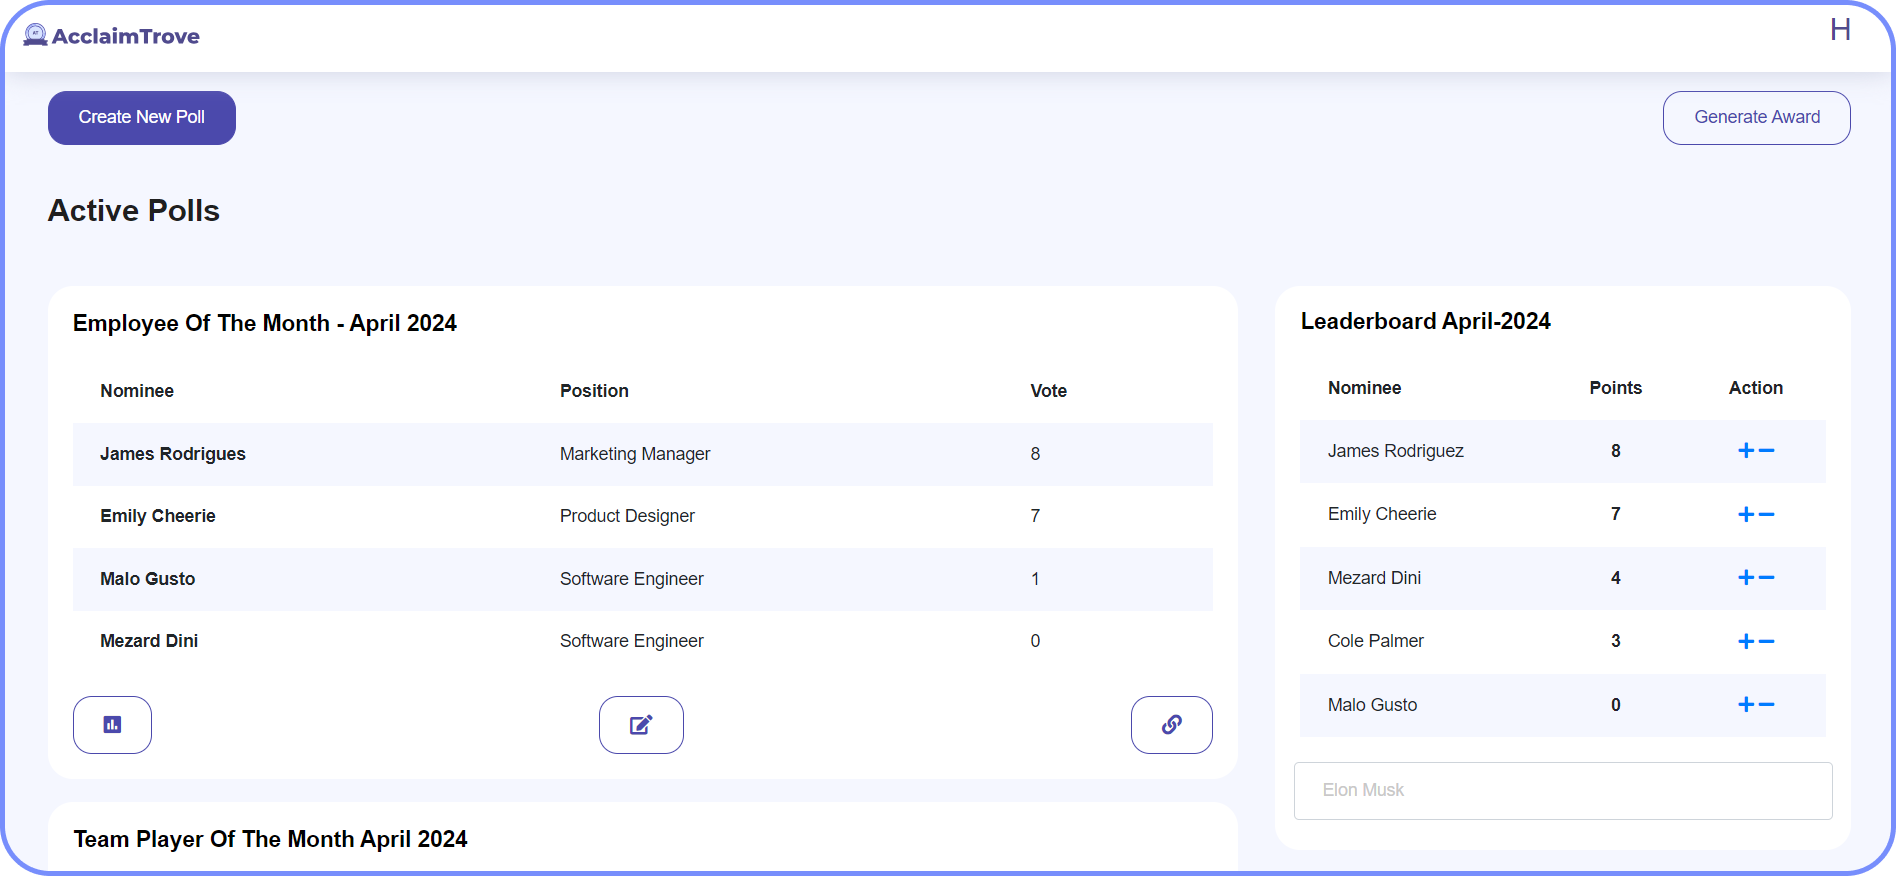 AcclaimTrove
H
Create New Poll
Generate Award
Active Polls
Employee Of The Month - April 2024
Nominee Position Vote
James Rodrigues Marketing Manager 8
Emily Cheerie Product Designer 7
Malo Gusto Software Engineer 1
Mezard Dini Software Engineer 0
Team Player Of The Month April 2024
Leaderboard April-2024
Nominee Points Action
James Rodriguez 8
Emily Cheerie 7
Mezard Dini 4
Cole Palmer 3
Malo Gusto 0
Elon Musk